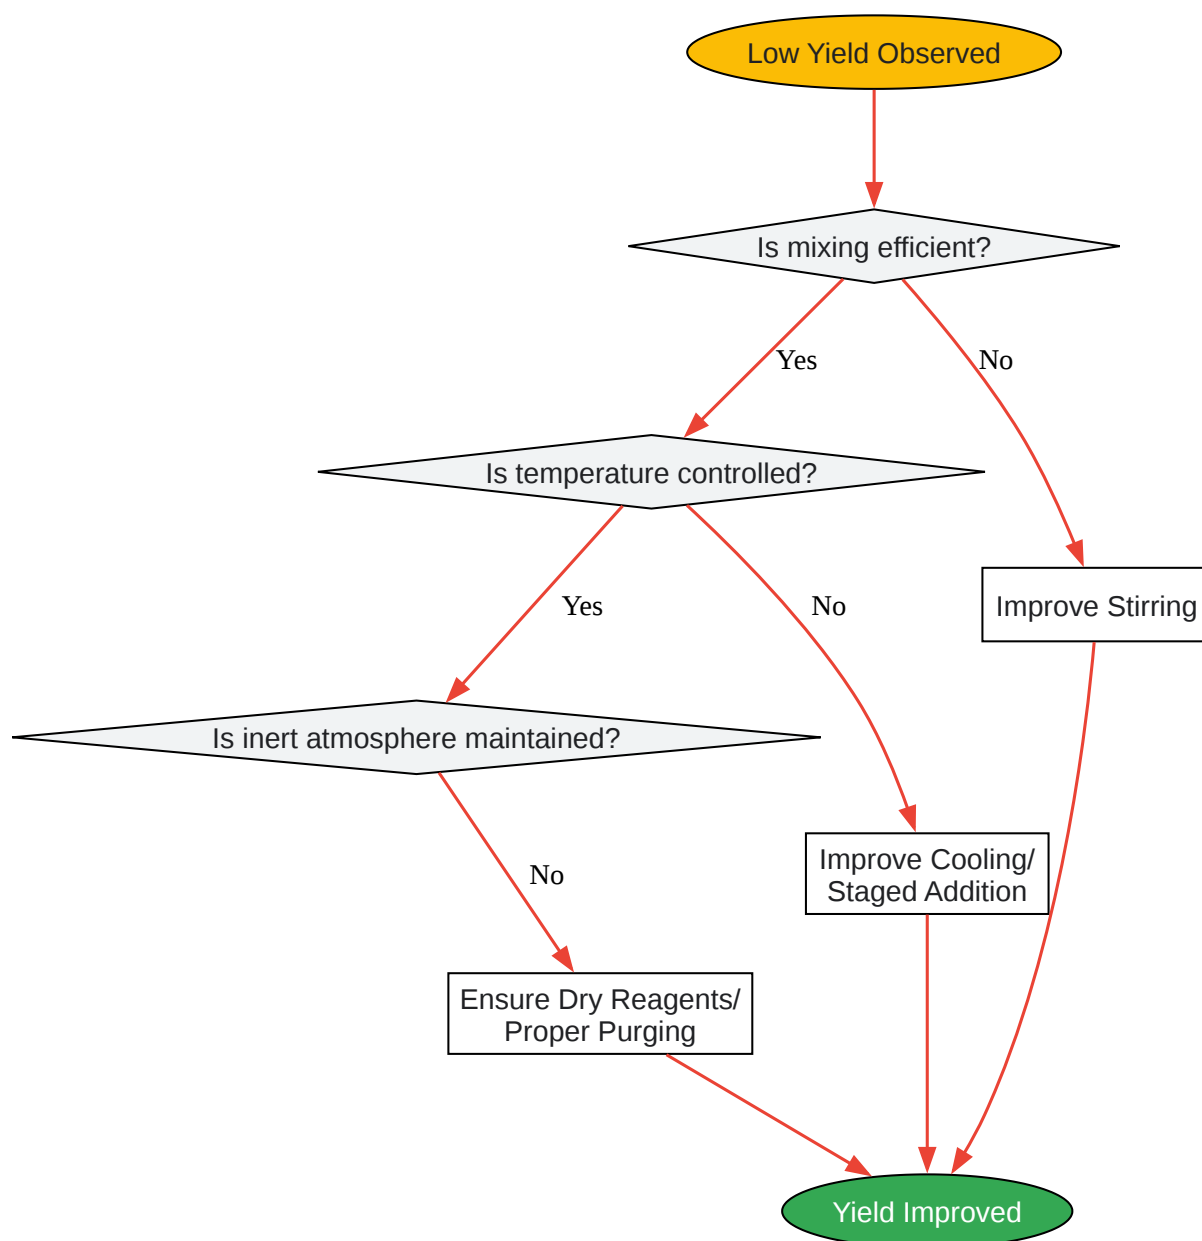 Low Yield Observed
Is mixing efficient?
Yes
No
Is temperature controlled?
Yes
No
Improve Stirring
Is inert atmosphere maintained?
No
Improve Cooling/
Staged Addition
Ensure Dry Reagents/
Proper Purging
Yield Improved